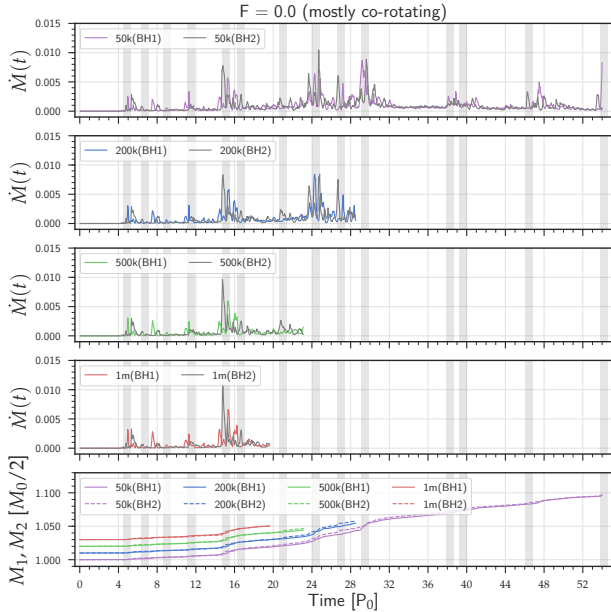 F = 0.0 (mostly co-rotating)
0.015
0.010
0.005
0.000
Ṁ(t)
50k(BH1) 50k(BH2)
0.015
0.010
0.005
0.000
Ṁ(t)
200k(BH1) 200k(BH2)
0.015
0.010
0.005
0.000
Ṁ(t)
500k(BH1) 500k(BH2)
0.015
0.010
0.005
0.000
Ṁ(t)
1m(BH1) 1m(BH2)
1.100
1.050
1.000
M₁, M₂ [M₀/2]
50k(BH1) 200k(BH1) 500k(BH1) 1m(BH1)
50k(BH2) 200k(BH2) 500k(BH2) 1m(BH2)
0 4 8 12 16 20 24 28 32 36 40 44 48 52
Time [P₀]